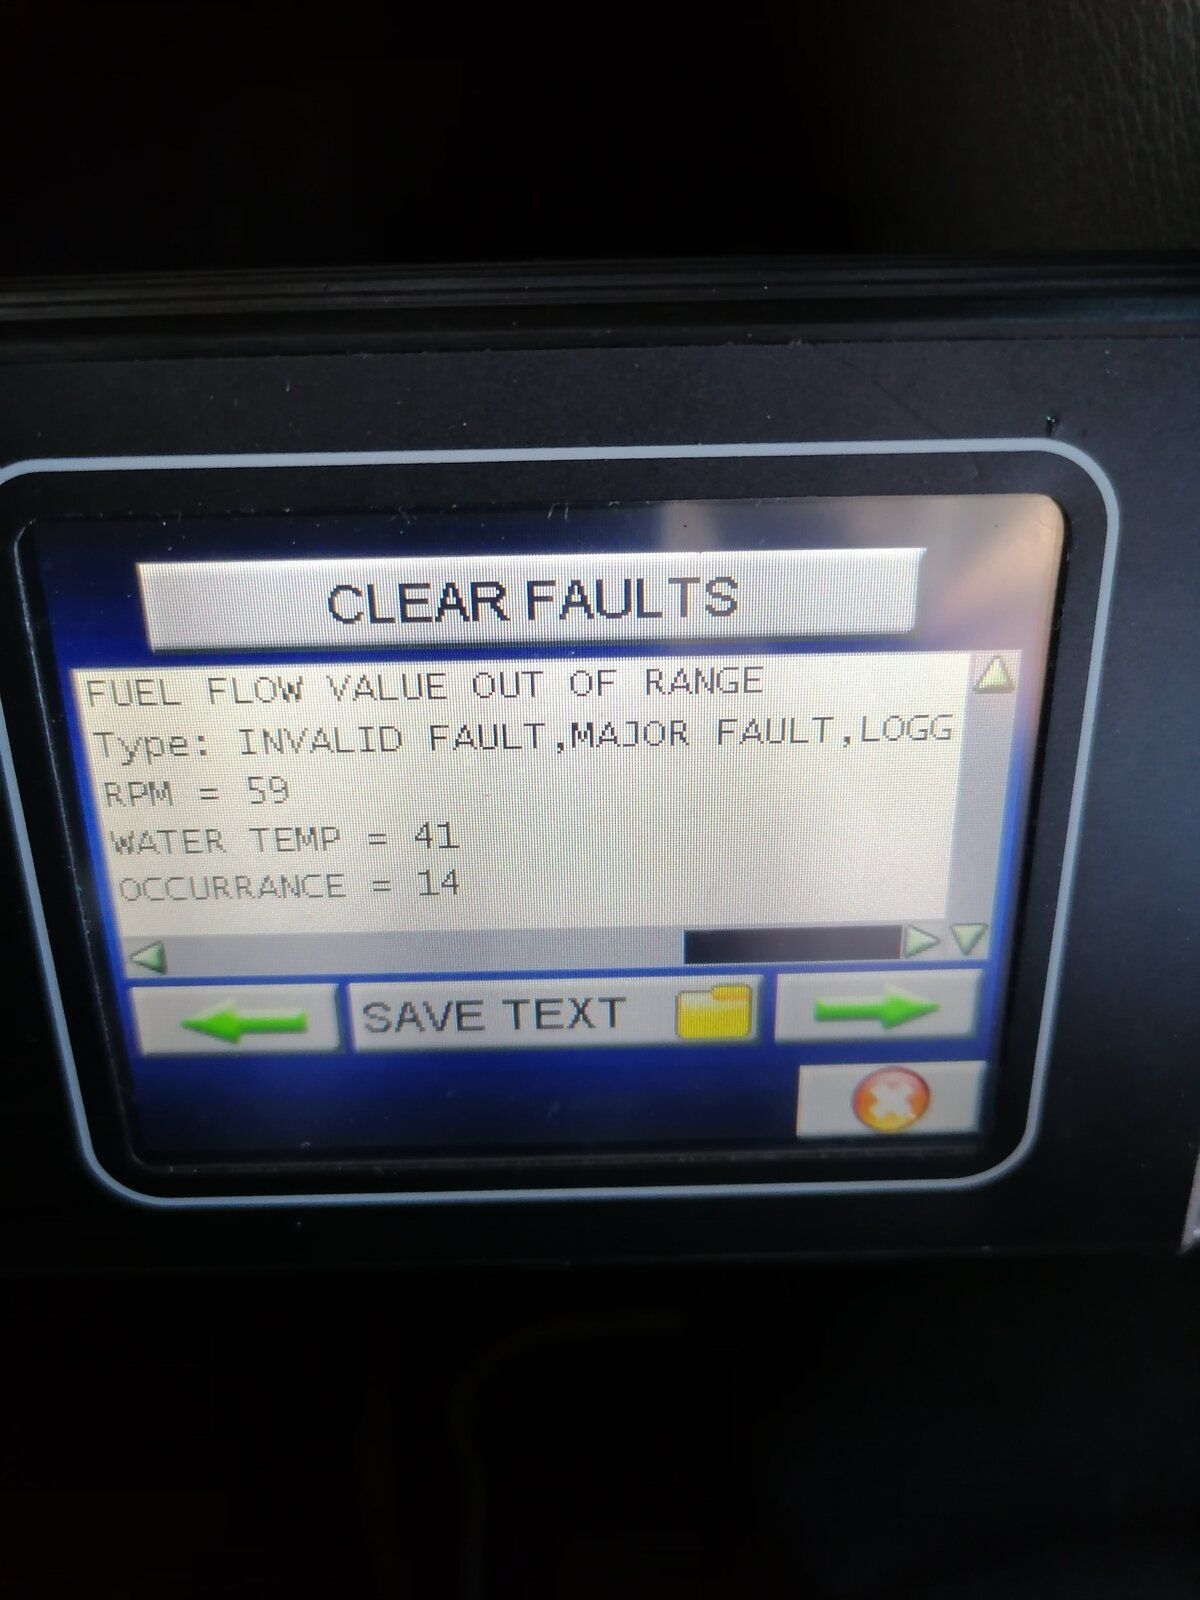 CLEAR FAULTS
FUEL FLOW VALUE OUT OF RANGE
Type: INVALID FAULT,MAJOR FAULT,LOGG
RPM = 59
WATER TEMP = 41
OCCURRANCE = 14
SAVE TEXT